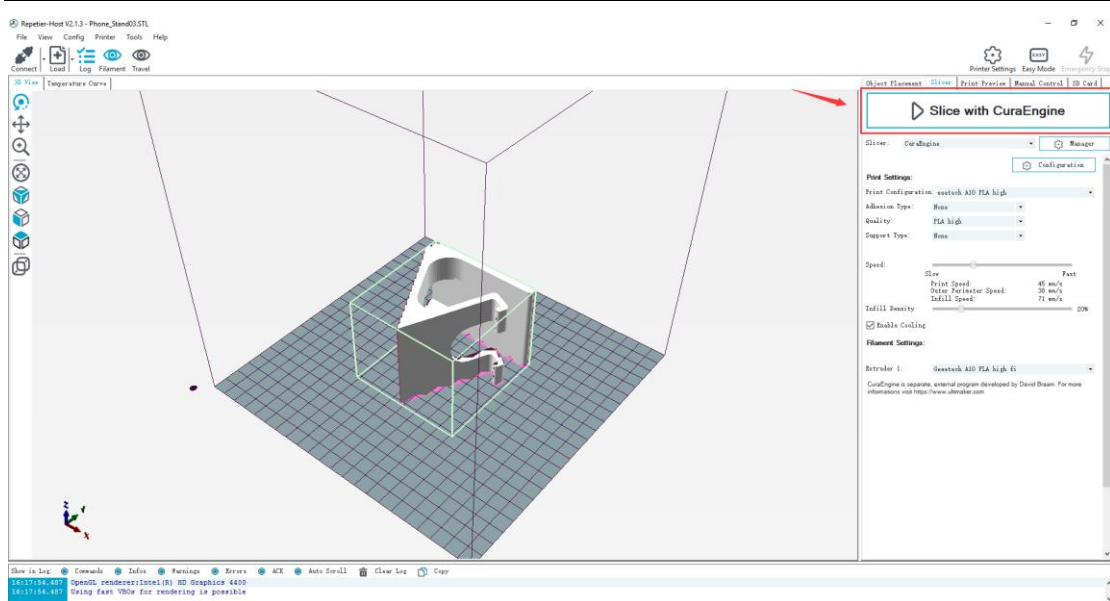 Repetier-Host V2.1.3 - Phone_Stand03.STL
File View Config Printer Tools Help
Connect Load Log Filament Travel
Printer Settings Easy Mode Emergency Stop
EASY
3D View Temperature Curve
Object Placement Slicer Print Preview Manual Control SD Card
Slice with CuraEngine
Slicer: CuraEngine Manager
Configuration
Print Settings:
Print Configuration: geetech A30 PLA high
Adhesion Type: None
Quality: PLA high
Support Type: None
Speed:
Slow Fast
Print Speed: 45 mm/s
Outer Perimeter Speed: 38 mm/s
Infill Speed: 71 mm/s
Infill Density 20%
Enable Cooling
Filament Settings:
Extruder 1: Geeetech A30 PLA high fi
CuraEngine is separate, external program developed by David Braam. For more
informations visit https://www.ultimaker.com
Z Y
X
Show in Log: Commands Infos Warnings Errors ACK Auto Scroll Clear Log Copy
16:17:54.487 OpenGL renderer:Intel(R) HD Graphics 4400
16:17:54.487 Using fast VBOs for rendering is possible